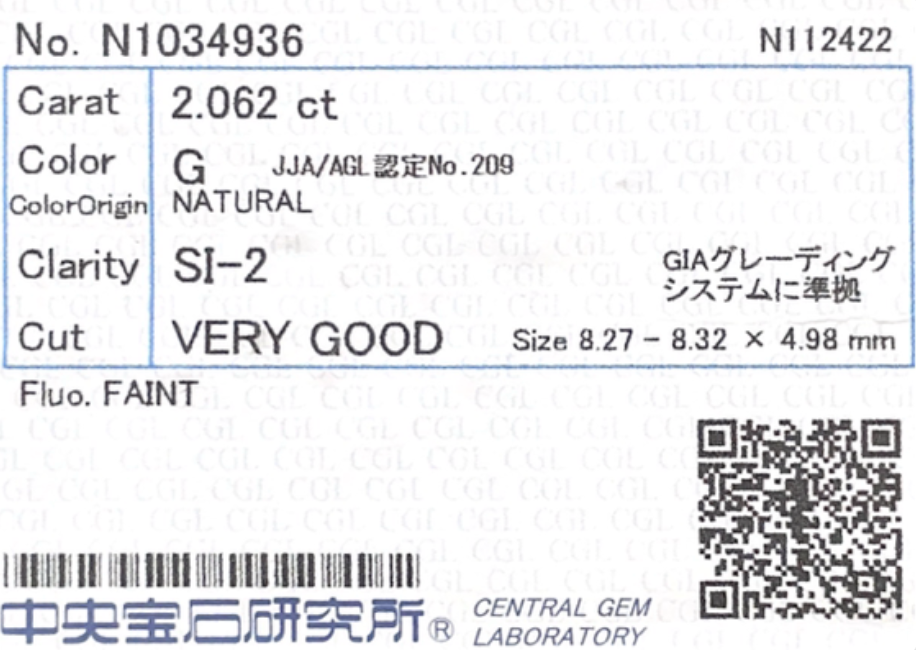 No. N1034936 N112422
Carat 2.062 ct
Color G JJA/AGL認定No.209
ColorOrigin NATURAL
Clarity SI-2 GIAグレーディング
システムに準拠
Cut VERY GOOD Size 8.27 - 8.32 × 4.98 mm
Fluo. FAINT
中央宝石研究所® CENTRAL GEM
LABORATORY